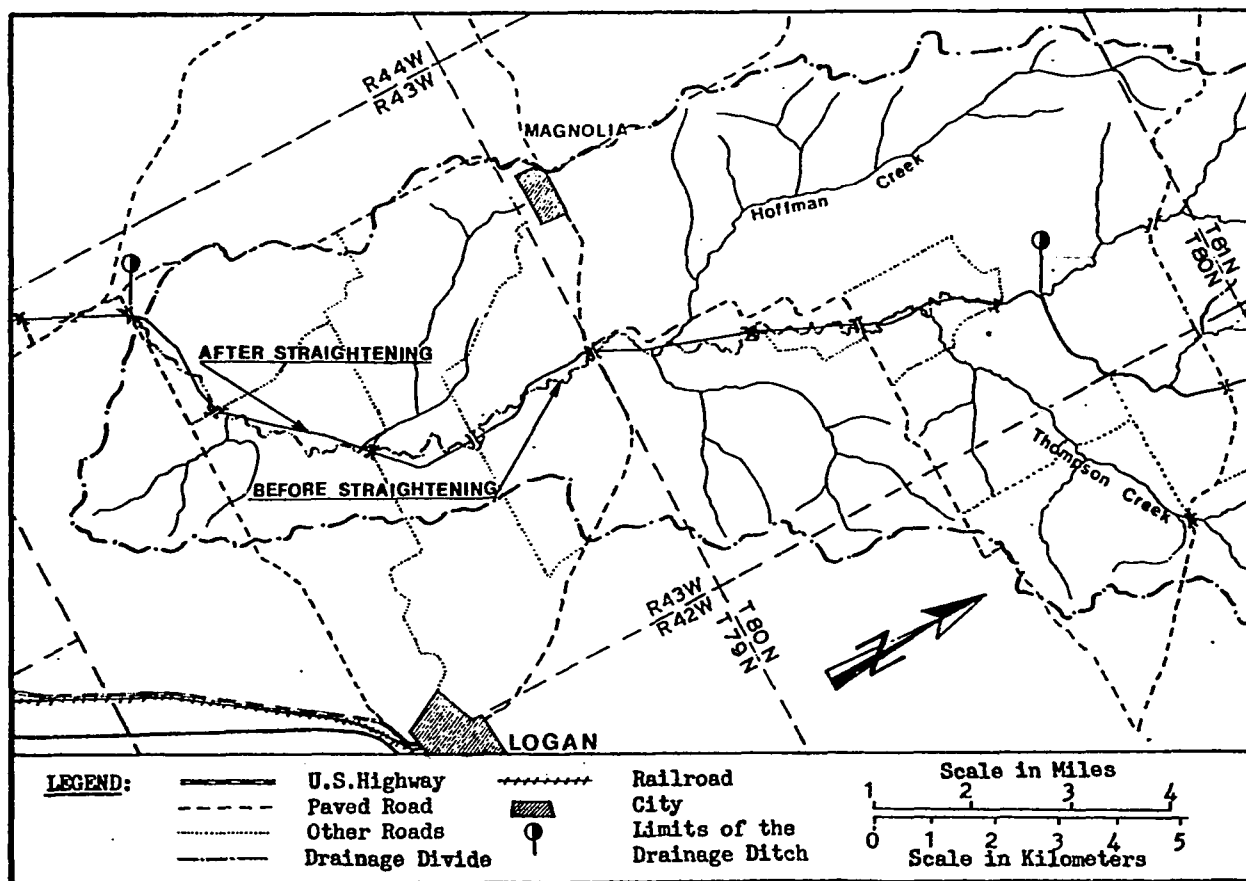 R44W
R43W
MAGNOLIA
Hoffman Creek
T81N
T80N
AFTER STRAIGHTENING
BEFORE STRAIGHTENING
Thompson Creek
R43W
R42W
T80N
T79N
N
LOGAN
LEGEND:
U.S.Highway
Paved Road
Other Roads
Drainage Divide
Railroad
City
Limits of the
Drainage Ditch
Scale in Miles
1 2 3 4
0 1 2 3 4 5
Scale in Kilometers